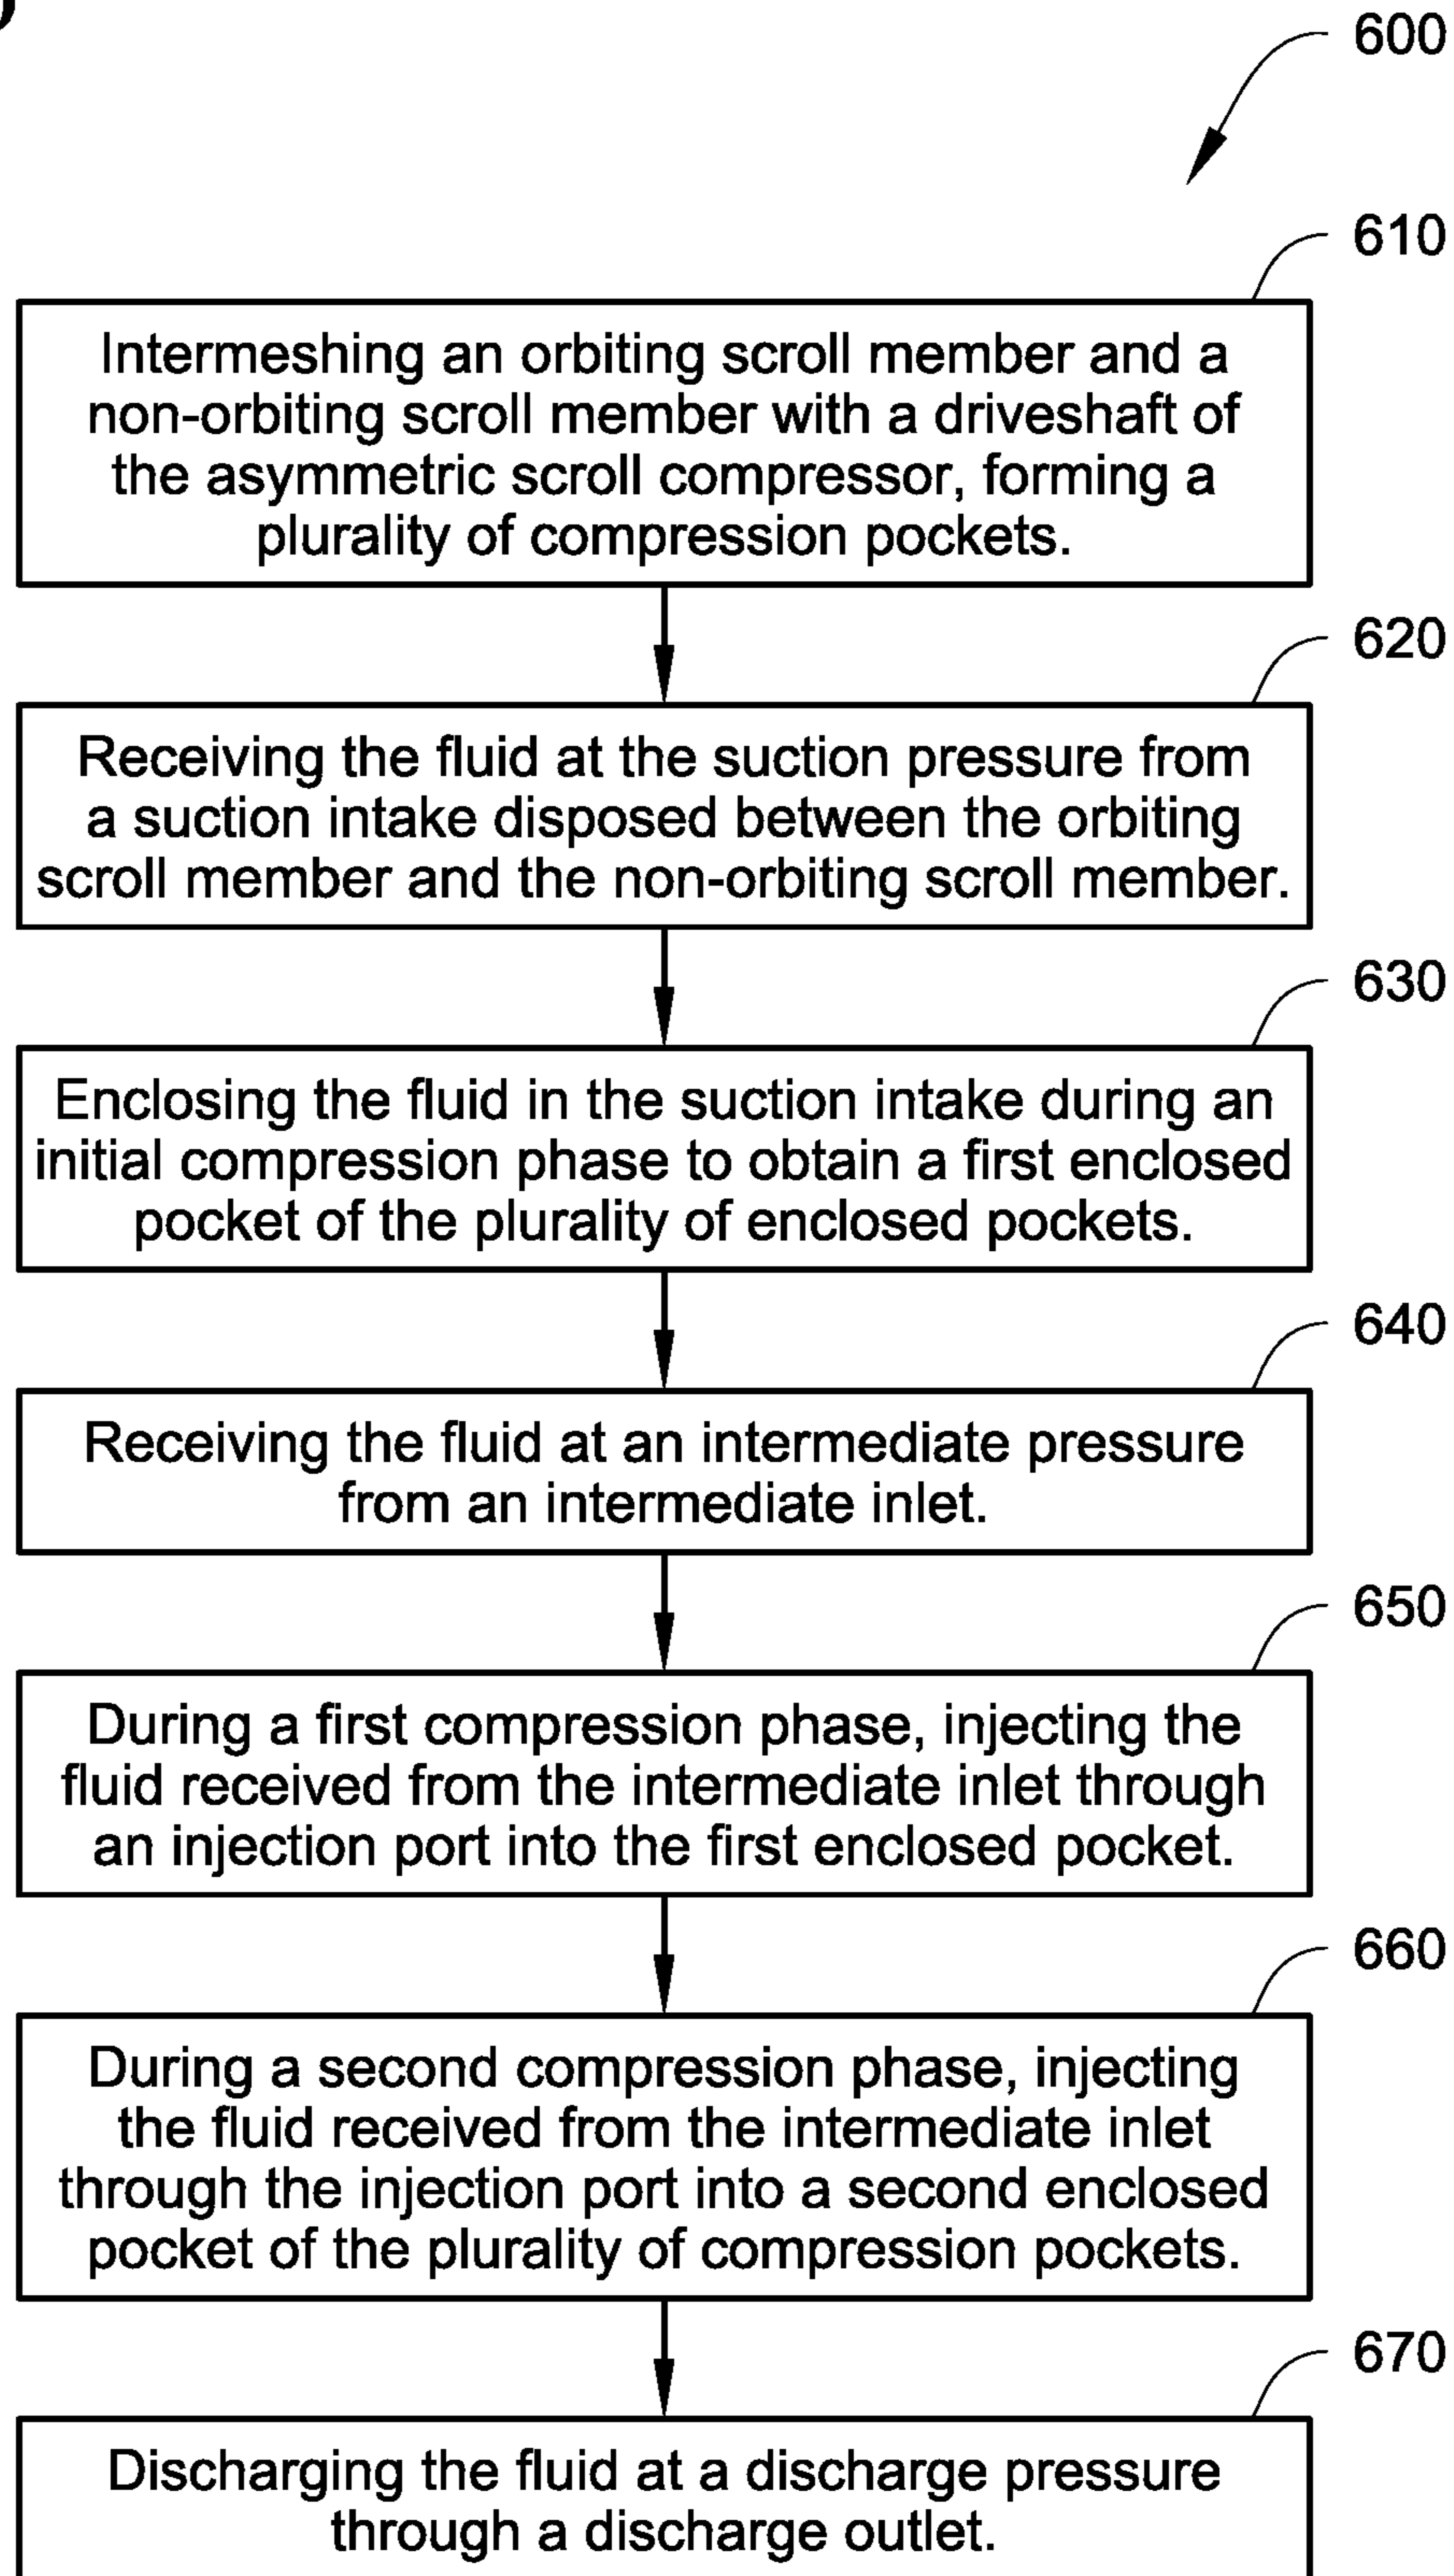 600
610
Intermeshing an orbiting scroll member and a
non-orbiting scroll member with a driveshaft of
the asymmetric scroll compressor, forming a
plurality of compression pockets.
620
Receiving the fluid at the suction pressure from
a suction intake disposed between the orbiting
scroll member and the non-orbiting scroll member.
630
Enclosing the fluid in the suction intake during an
initial compression phase to obtain a first enclosed
pocket of the plurality of enclosed pockets.
640
Receiving the fluid at an intermediate pressure
from an intermediate inlet.
650
During a first compression phase, injecting the
fluid received from the intermediate inlet through
an injection port into the first enclosed pocket.
660
During a second compression phase, injecting
the fluid received from the intermediate inlet
through the injection port into a second enclosed
pocket of the plurality of compression pockets.
670
Discharging the fluid at a discharge pressure
through a discharge outlet.